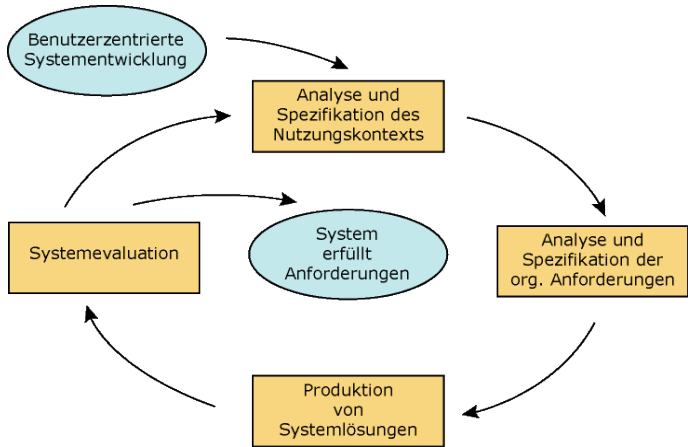 Benutzerzentrierte
Systementwicklung
Analyse und
Spezifikation des
Nutzungskontexts
Analyse und
Spezifikation der
org. Anforderungen
Produktion
von
Systemlösungen
Systemevaluation
System
erfüllt
Anforderungen